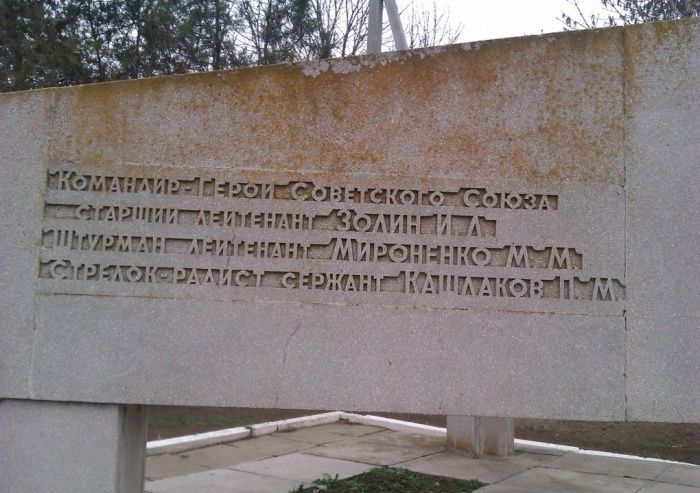 Командир-Герой Советского Союза
старший лейтенант Золин И Л
Штурман лейтенант Мироненко М. М.
Стрелок-радист сержант Кашлаков П. М.